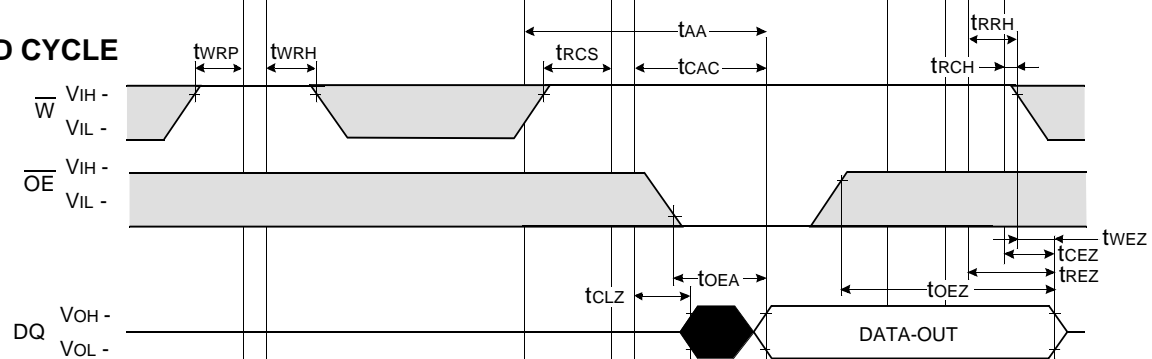 tRRH
tAA
D CYCLE
tWRP
tWRH
tRCS
tCAC
tRCH
W
VIH -
VIL -
OE
VIH -
VIL -
tWEZ
tCEZ
tREZ
tOEA
tOEZ
tCLZ
DQ
VOH -
VOL -
DATA-OUT